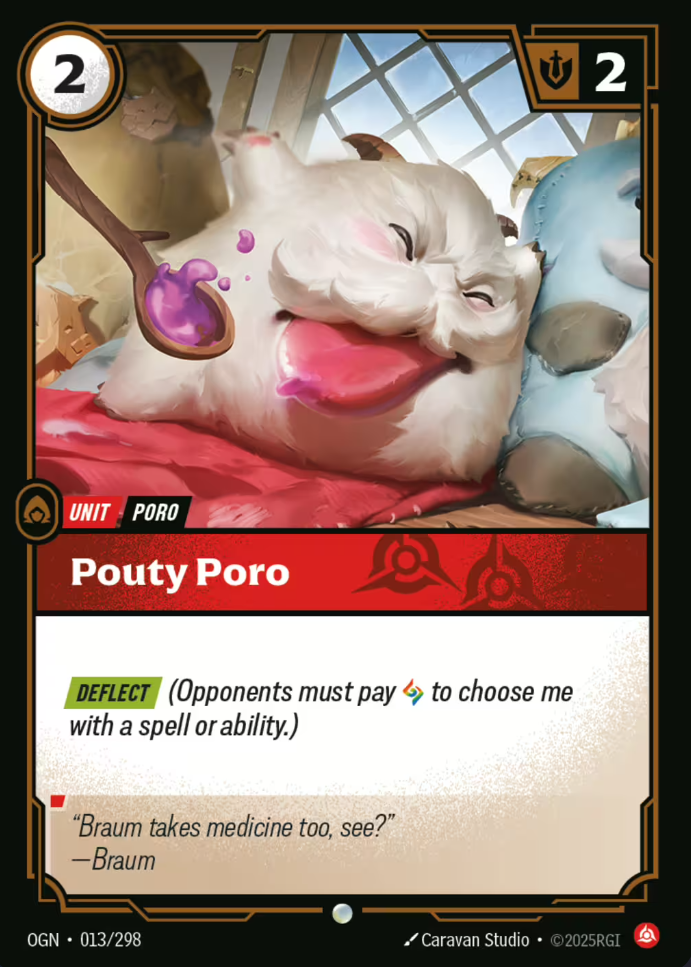 2
2
UNIT PORO
Pouty Poro
DEFLECT (Opponents must pay to choose me
with a spell or ability.)
“Braum takes medicine too, see?”
—Braum
OGN • 013/298
Caravan Studio • ©2025RGI